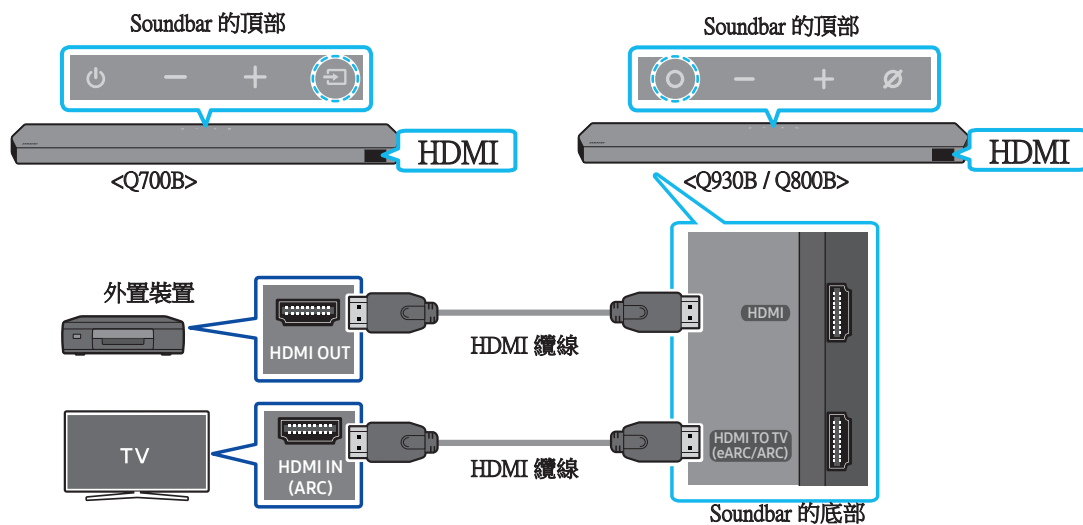 Soundbar 的頂部
HDMI
<Q700B>
Soundbar 的頂部
HDMI
<Q930B / Q800B>
外置裝置
HDMI OUT
HDMI 纜線
HDMI
TV
HDMI IN
(ARC)
HDMI 纜線
HDMI TO TV
(eARC/ARC)
Soundbar 的底部